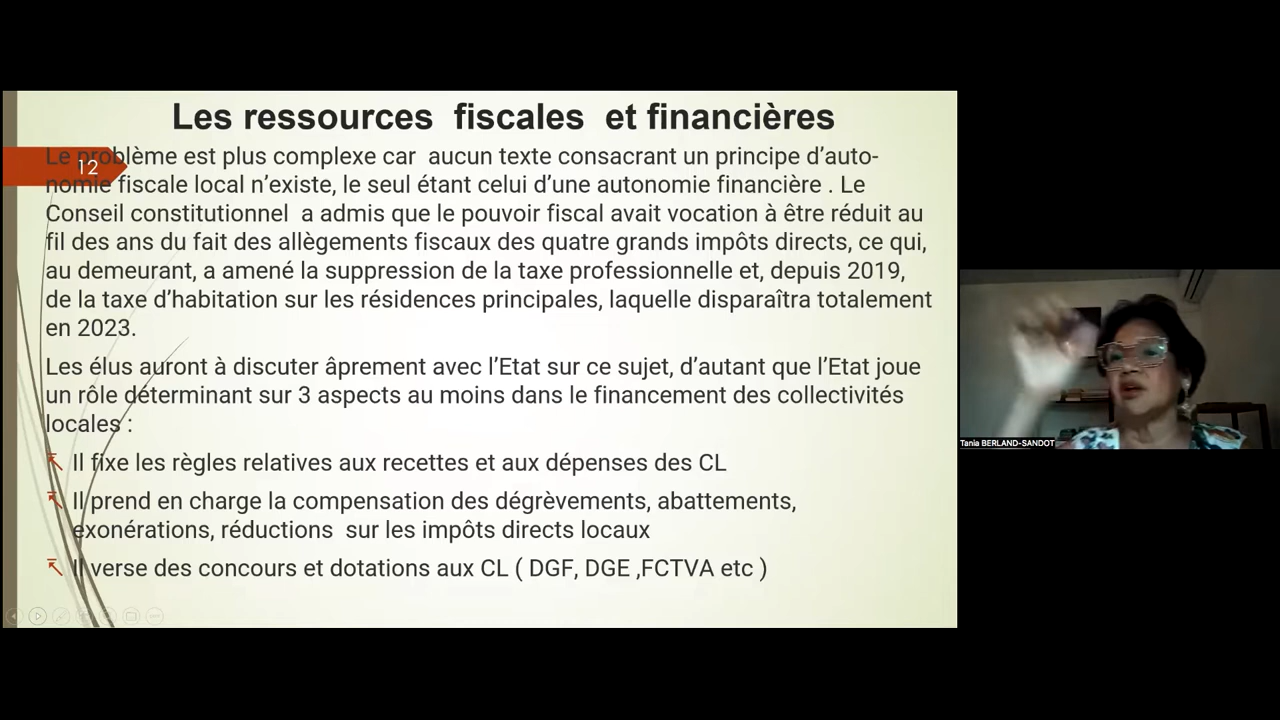 Les ressources  fiscales  et financières
12
Le problème est plus complexe car  aucun texte consacrant un principe d’auto-
nomie fiscale local n’existe, le seul étant celui d’une autonomie financière . Le
Conseil constitutionnel  a admis que le pouvoir fiscal avait vocation à être réduit au
fil des ans du fait des allègements fiscaux des quatre grands impôts directs, ce qui,
au demeurant, a amené la suppression de la taxe professionnelle et, depuis 2019,
de la taxe d’habitation sur les résidences principales, laquelle disparaîtra totalement
en 2023.
Les élus auront à discuter âprement avec l’Etat sur ce sujet, d’autant que l’Etat joue
un rôle déterminant sur 3 aspects au moins dans le financement des collectivités
locales :
Il fixe les règles relatives aux recettes et aux dépenses des CL
Il prend en charge la compensation des dégrèvements, abattements,
exonérations, réductions  sur les impôts directs locaux
Il verse des concours et dotations aux CL ( DGF, DGE ,FCTVA etc )
Tania BERLAND-SANDOT